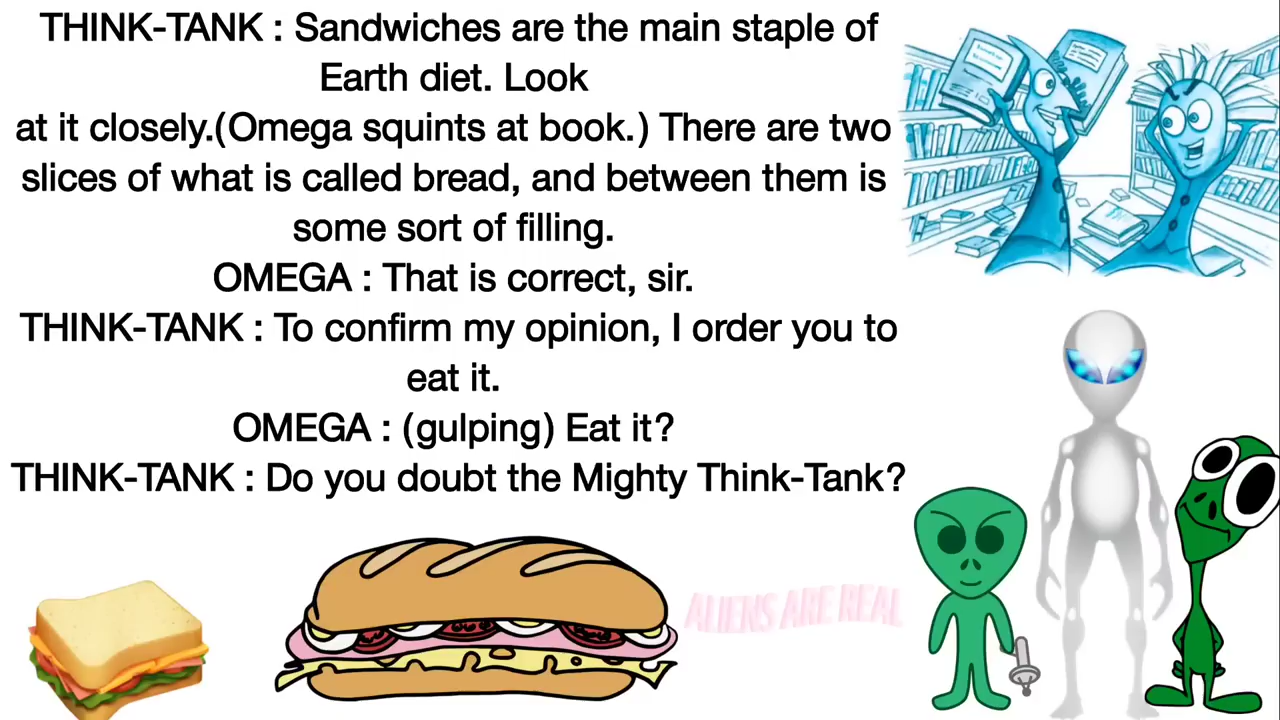 THINK-TANK : Sandwiches are the main staple of
Earth diet. Look
at it closely.(Omega squints at book.) There are two
slices of what is called bread, and between them is
some sort of filling.
OMEGA : That is correct, sir.
THINK-TANK : To confirm my opinion, I order you to
eat it.
OMEGA : (gulping) Eat it?
THINK-TANK : Do you doubt the Mighty Think-Tank?
ALIENS ARE REAL